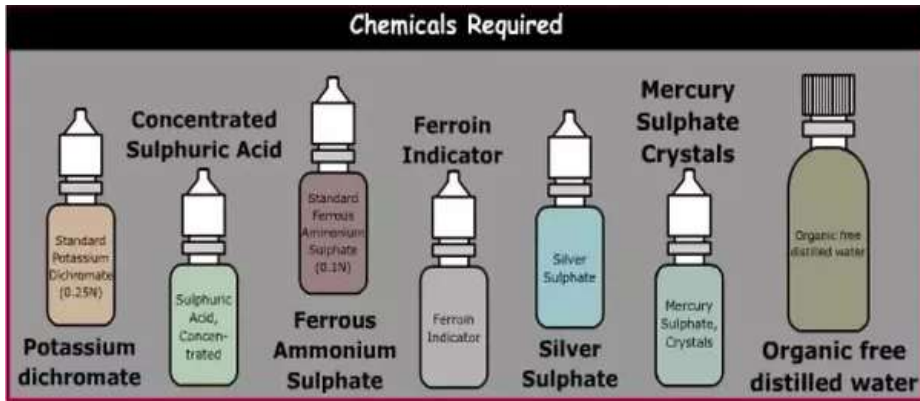 Chemicals Required
Potassium
dichromate
Standard
Potassium
Dichromate
(0.25N)
Concentrated
Sulphuric Acid
Sulphuric
Acid,
Concen-
trated
Standard
Ferrous
Ammonium
Sulphate
(0.1N)
Ferrous
Ammonium
Sulphate
Ferroin
Indicator
Ferroin
Indicator
Silver
Sulphate
Silver
Sulphate
Mercury
Sulphate
Crystals
Mercury
Sulphate,
Crystals
Organic free
distilled water
Organic free
distilled water